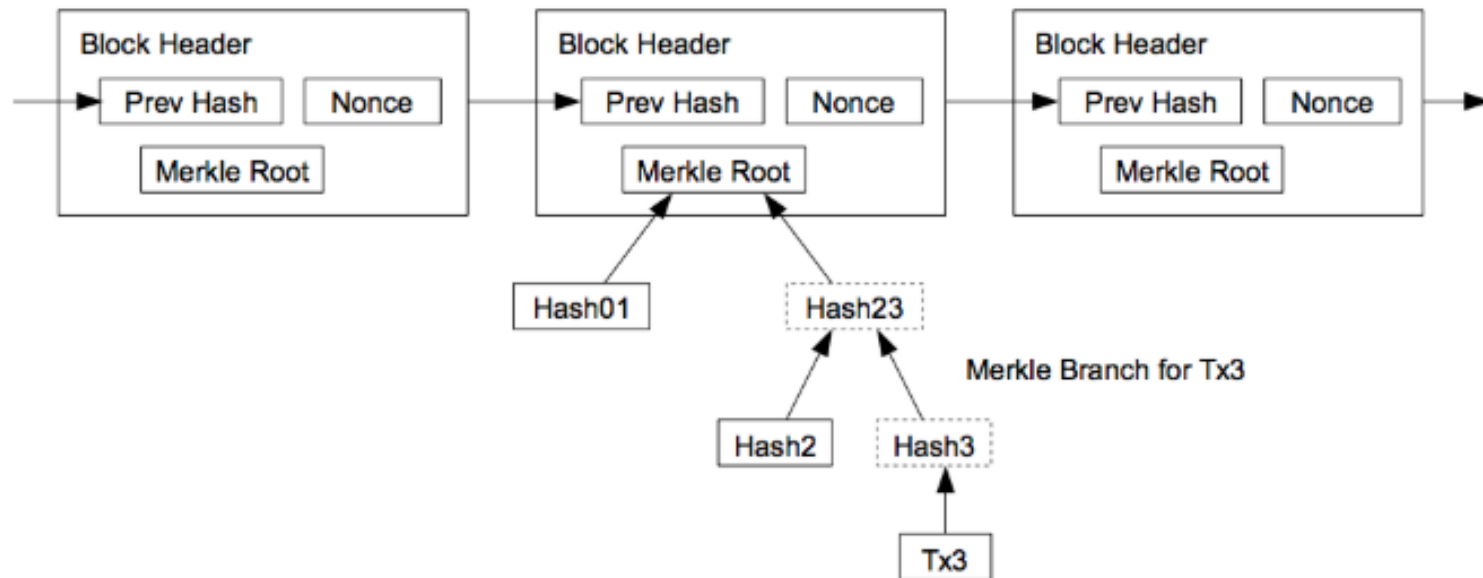 Block Header
Prev Hash
Nonce
Merkle Root
Block Header
Prev Hash
Nonce
Merkle Root
Block Header
Prev Hash
Nonce
Merkle Root
Hash01
Hash23
Merkle Branch for Tx3
Hash2
Hash3
Tx3